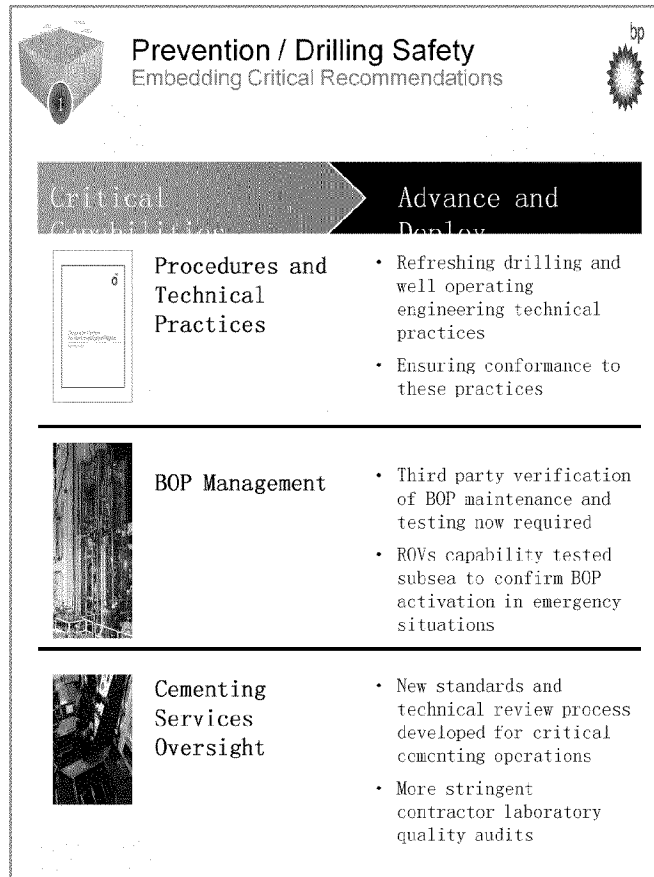 bp
Prevention / Drilling Safety
Embedding Critical Recommendations
1
Critical
Capabilities
Advance and
Deploy
Procedures and
Technical
Practices
• Refreshing drilling and
well operating
engineering technical
practices
• Ensuring conformance to
these practices
BOP Management
• Third party verification
of BOP maintenance and
testing now required
• ROVs capability tested
subsea to confirm BOP
activation in emergency
situations
Cementing
Services
Oversight
• New standards and
technical review process
developed for critical
cementing operations
• More stringent
contractor laboratory
quality audits